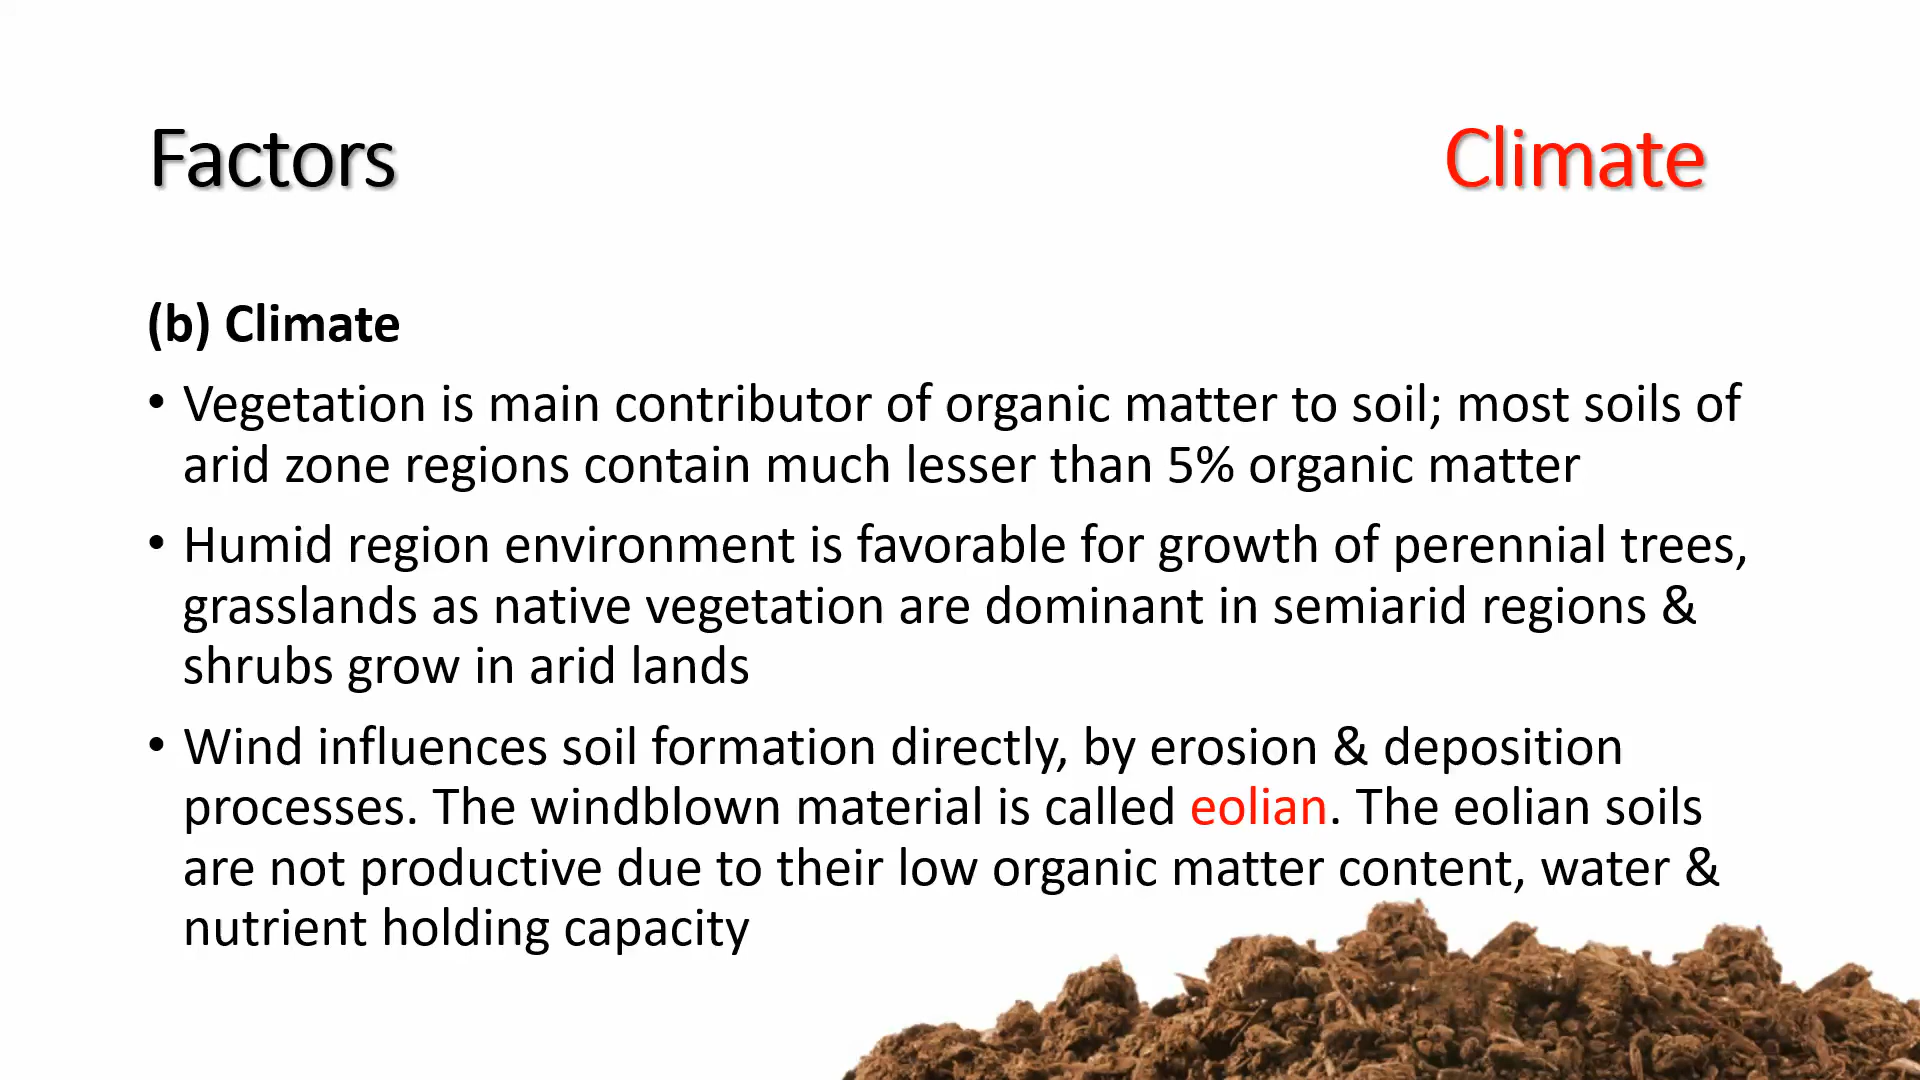 Factors
Climate
(b) Climate
• Vegetation is main contributor of organic matter to soil; most soils of
arid zone regions contain much lesser than 5% organic matter
• Humid region environment is favorable for growth of perennial trees,
grasslands as native vegetation are dominant in semiarid regions &
shrubs grow in arid lands
• Wind influences soil formation directly, by erosion & deposition
processes. The windblown material is called eolian. The eolian soils
are not productive due to their low organic matter content, water &
nutrient holding capacity